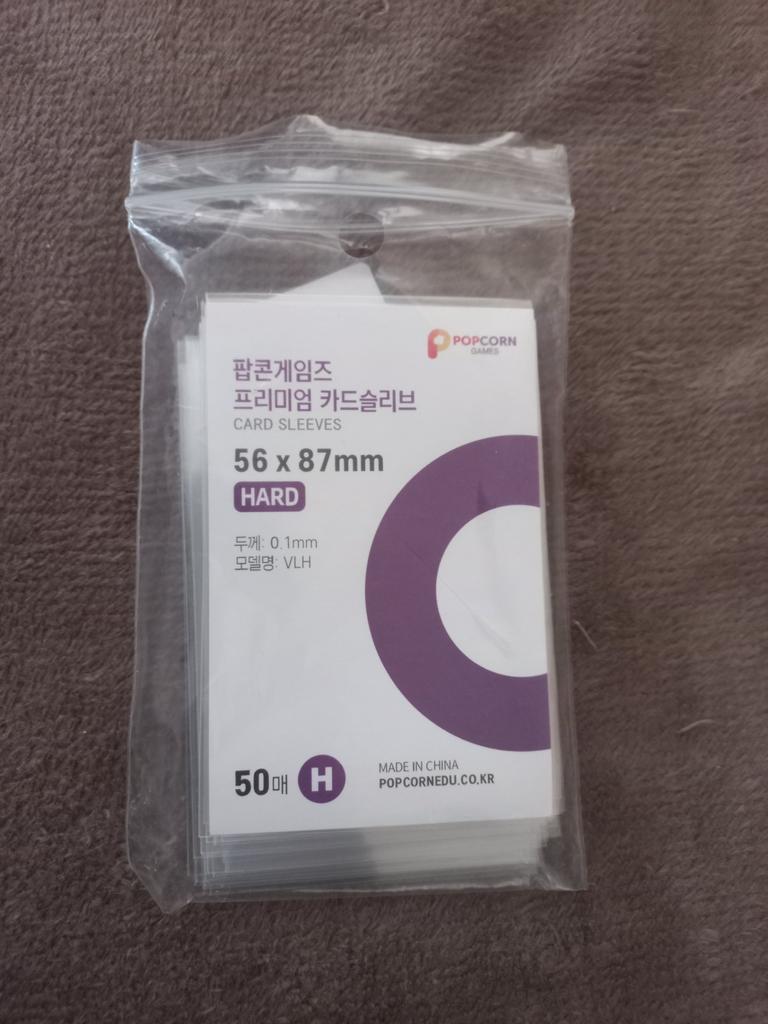 POPCORN
GAMES
팝콘게임즈
프리미엄 카드슬리브
CARD SLEEVES
56 x 87mm
HARD
두께: 0.1mm
모델명: VLH
50매 H
MADE IN CHINA
POPCORNEDU.CO.KR